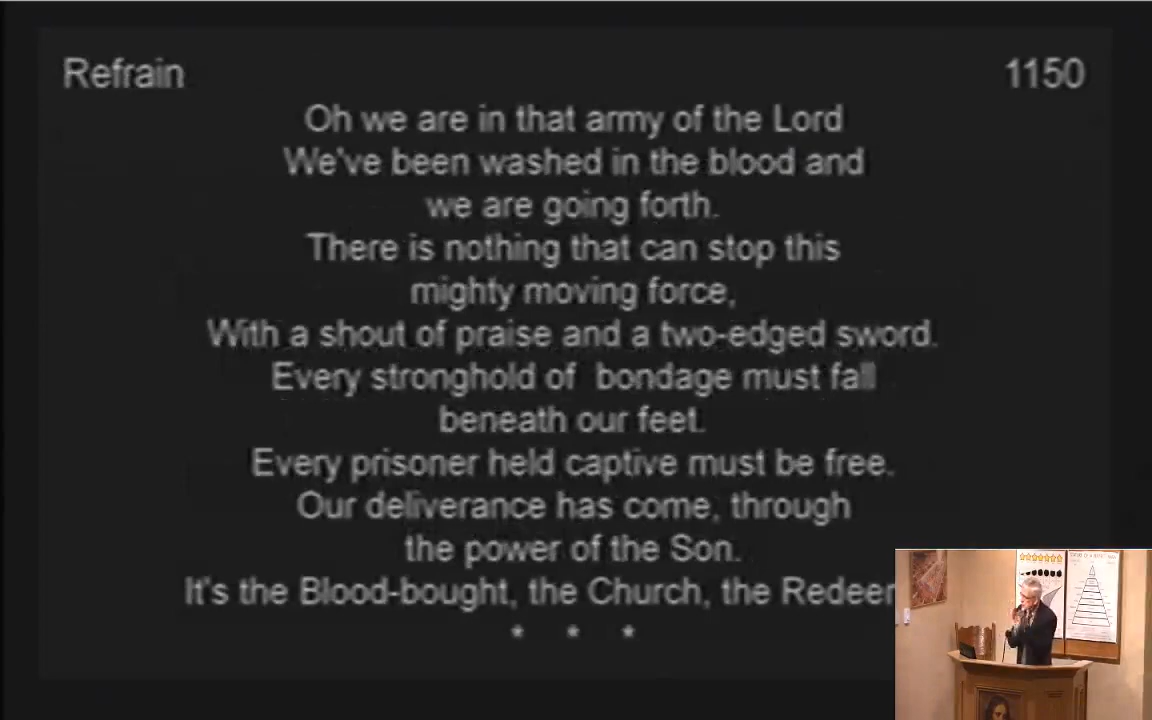 Refrain
1150
Oh we are in that army of the Lord
We've been washed in the blood and
we are going forth.
There is nothing that can stop this
mighty moving force,
With a shout of praise and a two-edged sword.
Every stronghold of  bondage must fall
beneath our feet.
Every prisoner held captive must be free.
Our deliverance has come, through
the power of the Son.
It's the Blood-bought, the Church, the Redeer
* * *